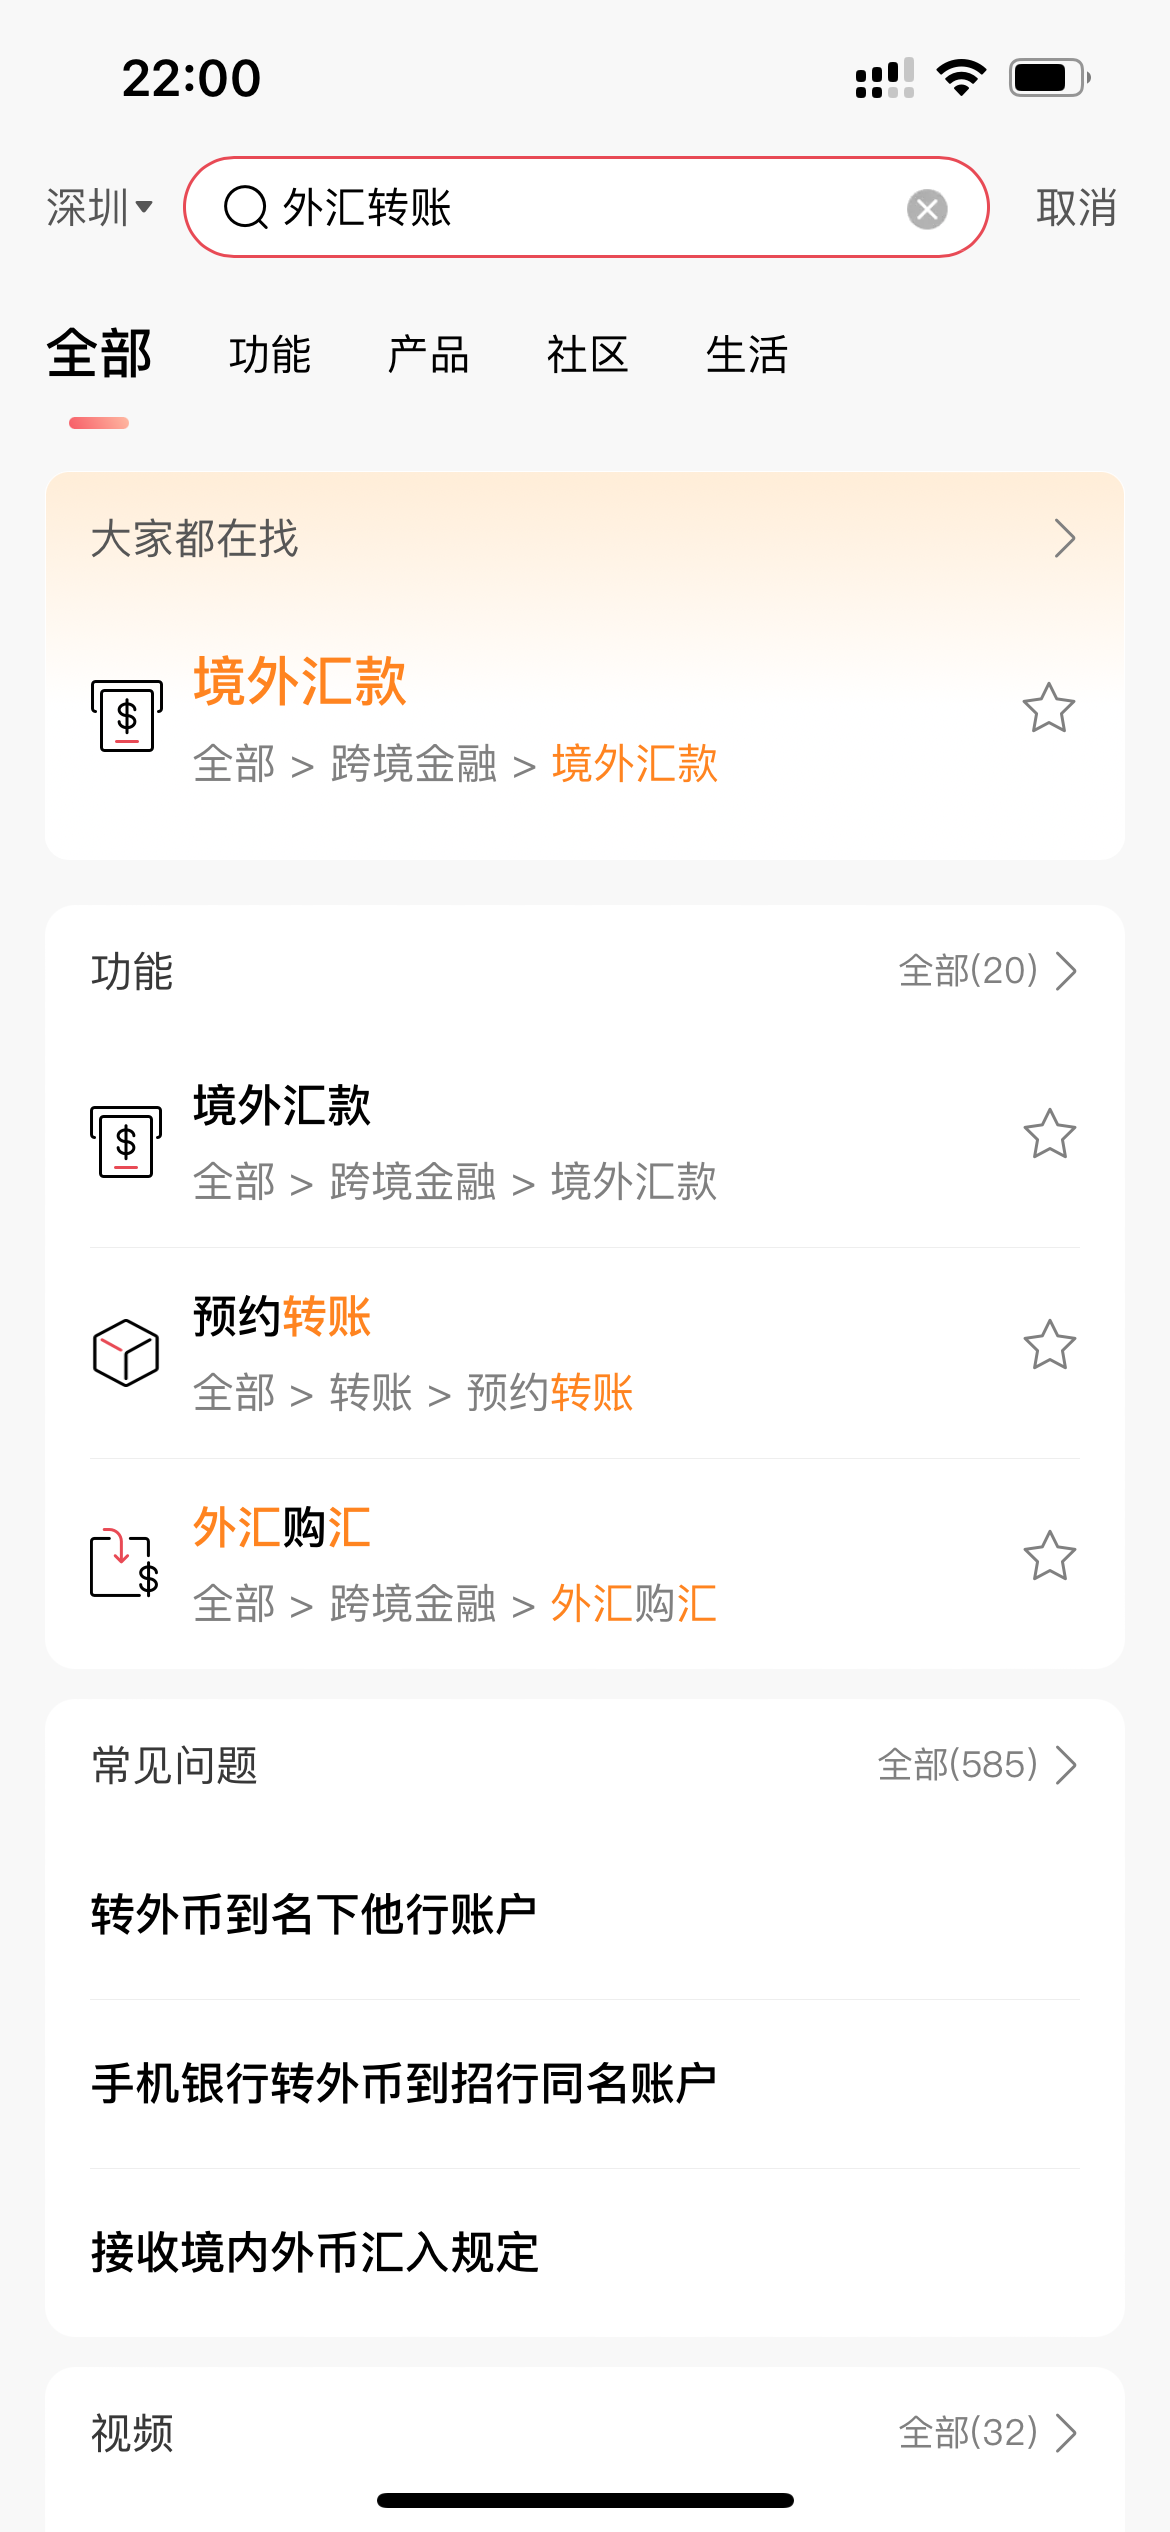 22:00
深圳
外汇转账
取消
全部 功能 产品 社区 生活
大家都在找
境外汇款
全部 > 跨境金融 > 境外汇款
功能 全部(20)
境外汇款
全部 > 跨境金融 > 境外汇款
预约转账
全部 > 转账 > 预约转账
外汇购汇
全部 > 跨境金融 > 外汇购汇
常见问题 全部(585)
转外币到名下他行账户
手机银行转外币到招行同名账户
接收境内外币汇入规定
视频 全部(32)